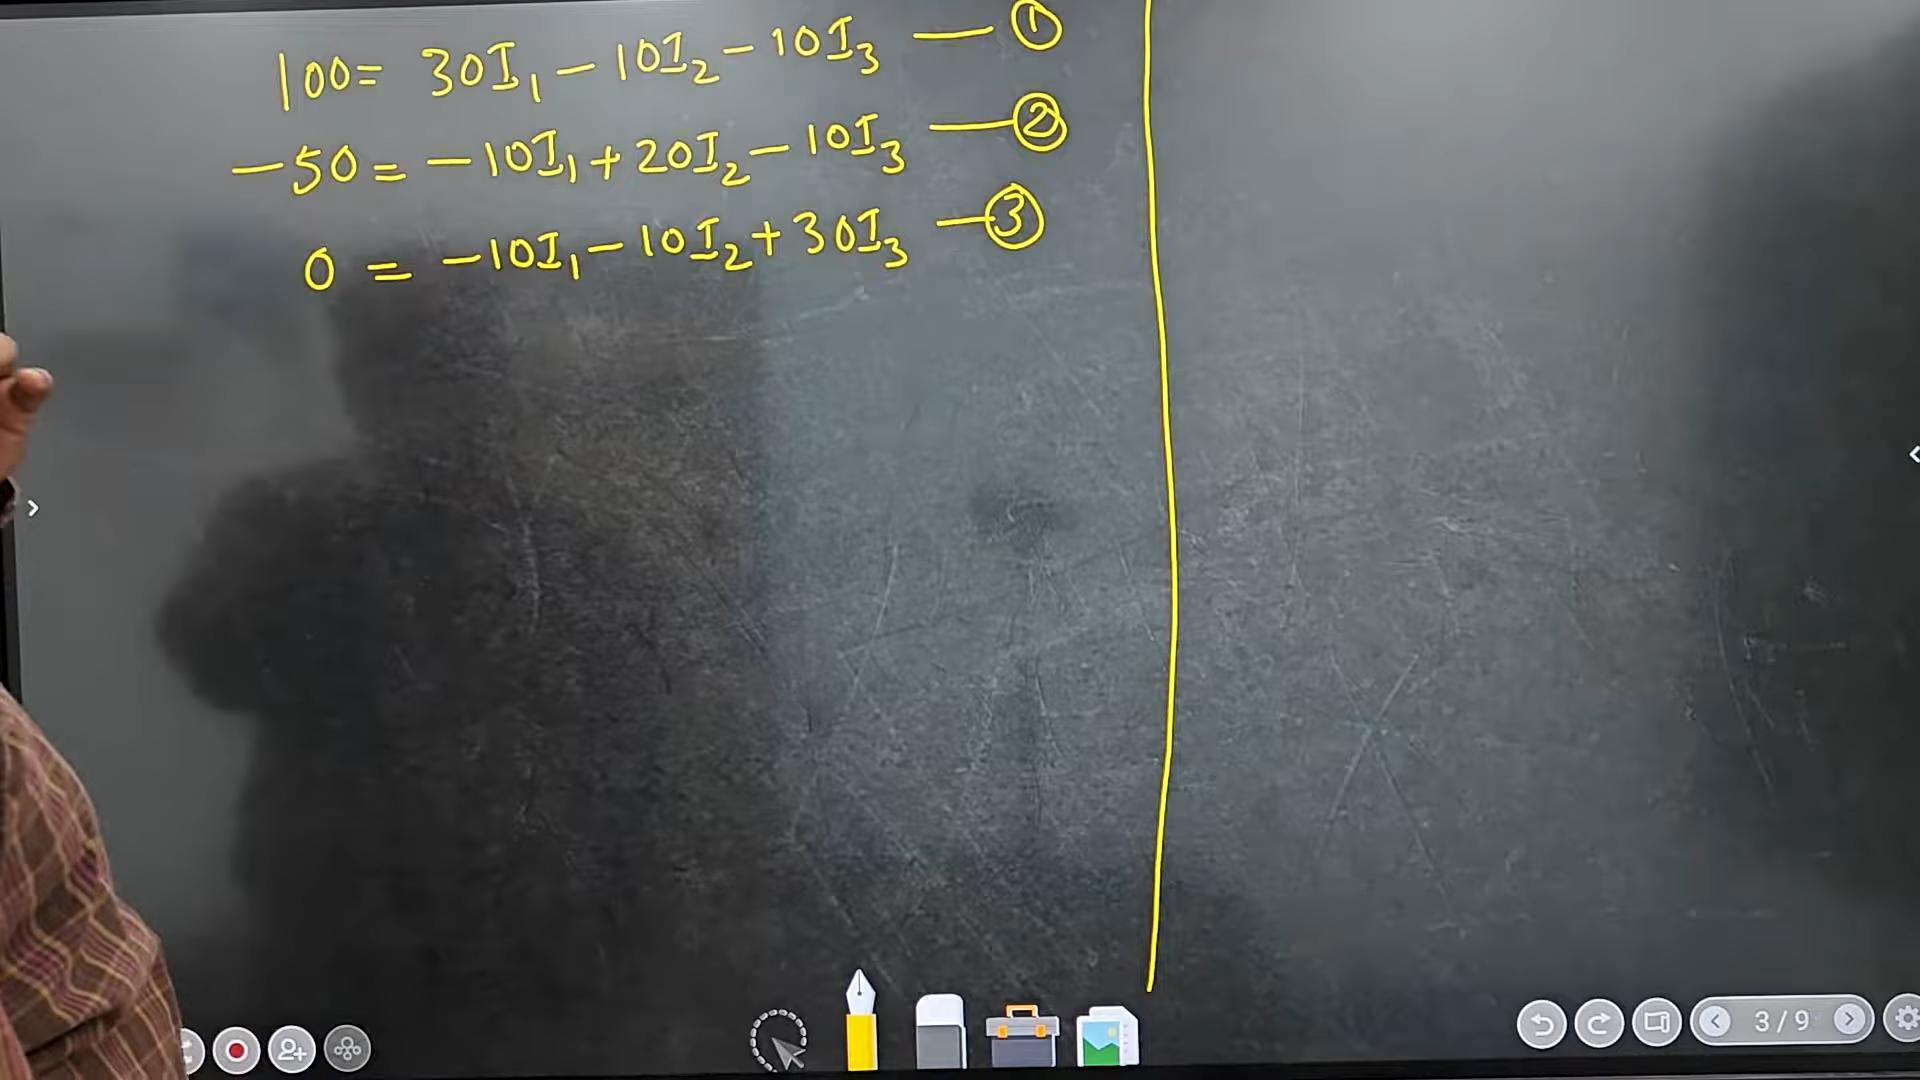 100 = 30I₁ - 10I₂ - 10I₃ — ①
-50 = -10I₁ + 20I₂ - 10I₃ — ②
0 = -10I₁ - 10I₂ + 30I₃ — ③
3 / 9